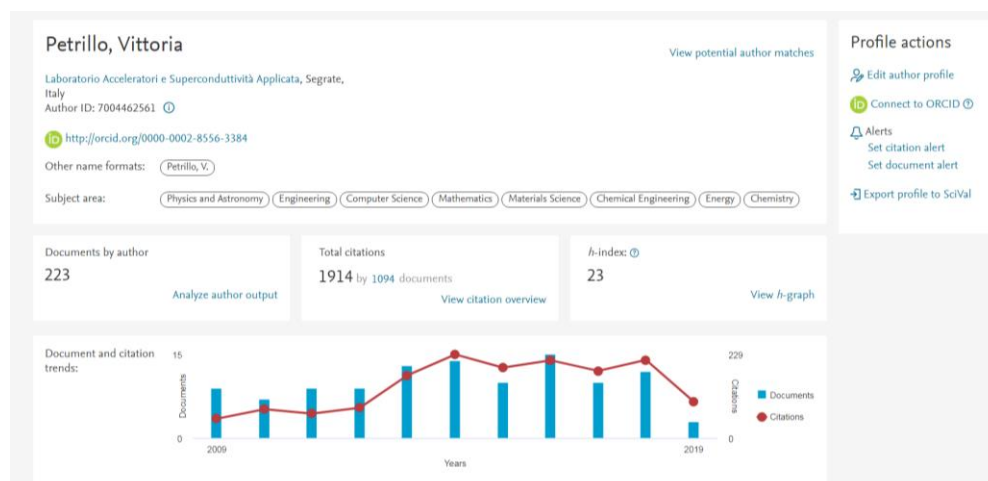 Petrillo, Vittoria
View potential author matches
Laboratorio Acceleratori e Superconduttività Applicata, Segrate,
Italy
Author ID: 7004462561
http://orcid.org/0000-0002-8556-3384
Other name formats: Petrillo, V.
Subject area: Physics and Astronomy Engineering Computer Science Mathematics Materials Science Chemical Engineering Energy Chemistry
Profile actions
Edit author profile
iD Connect to ORCID
Alerts
Set citation alert
Set document alert
Export profile to SciVal
Documents by author
223
Analyze author output
Total citations
1914 by 1094 documents
View citation overview
h-index:
23
View h-graph
Document and citation
trends:
15
Documents
0
2009
Years
2019
229
Citations
0
Documents
Citations